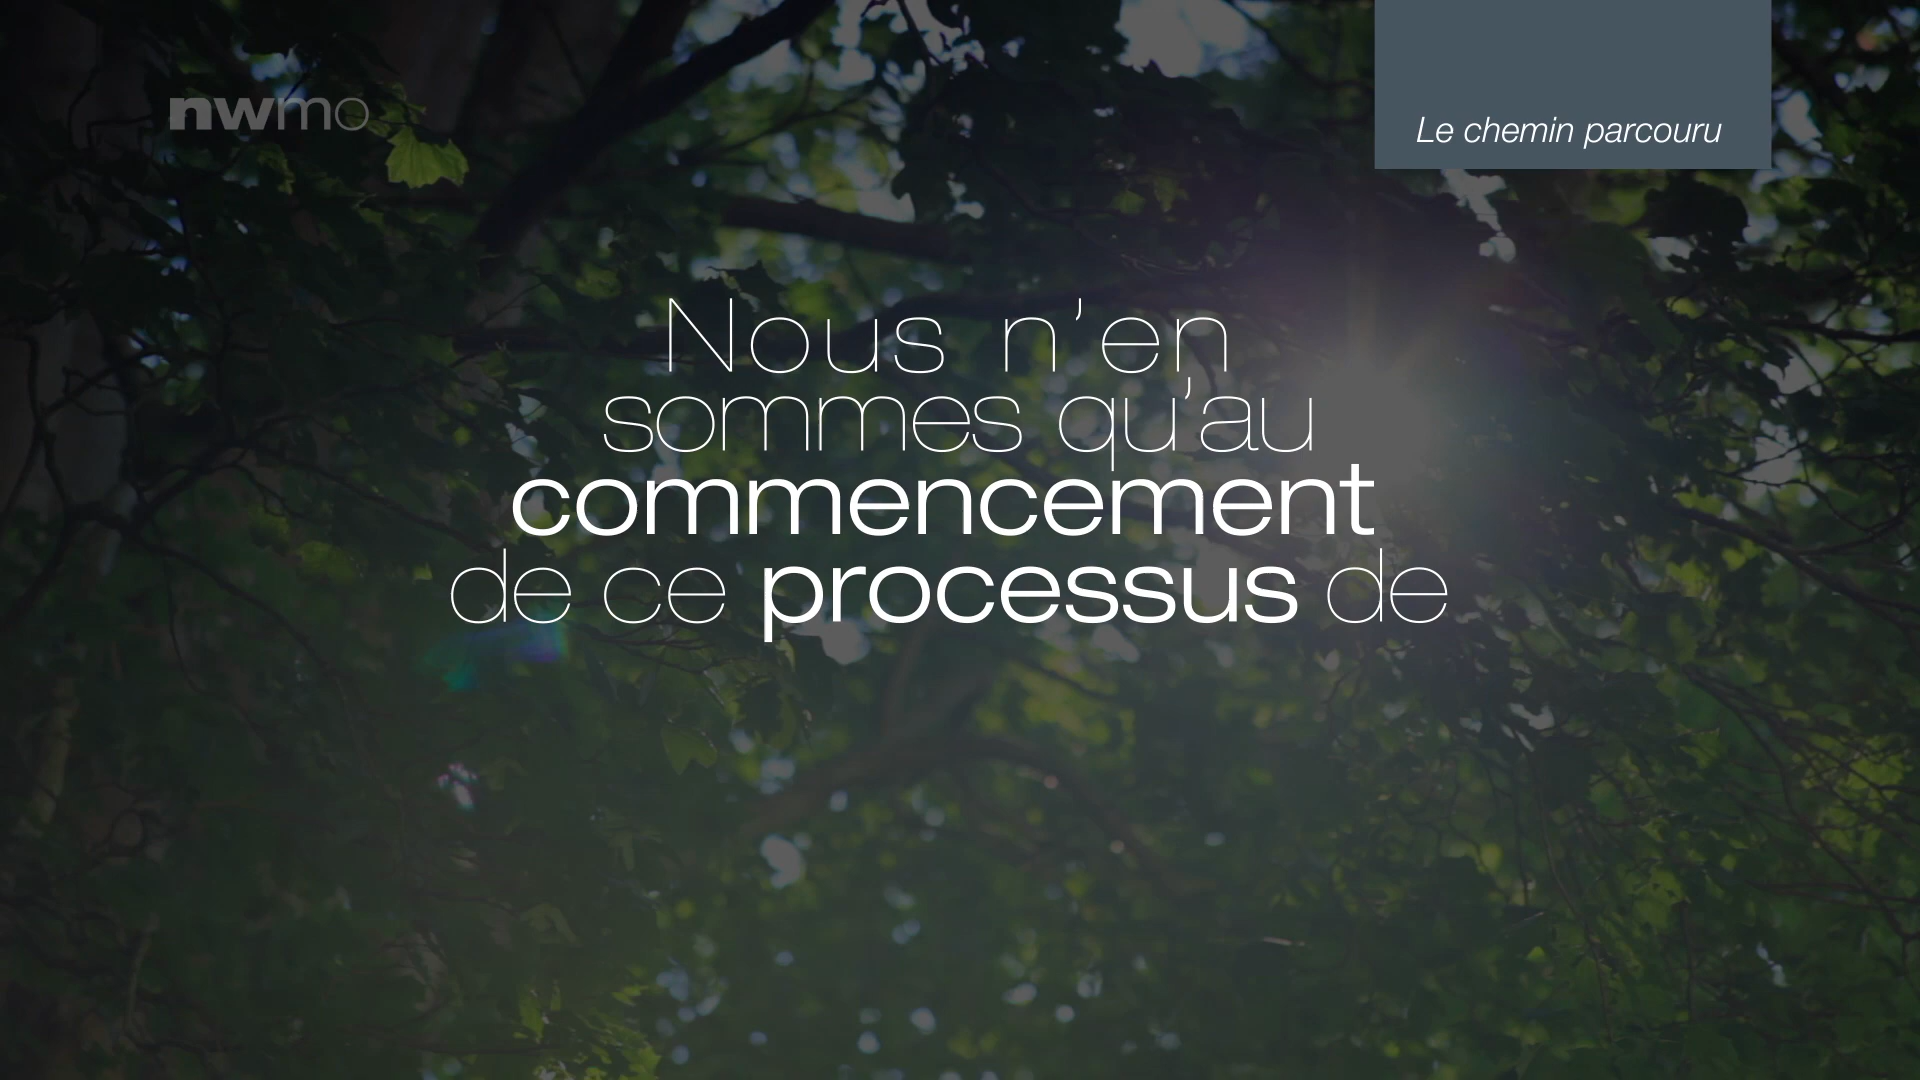 nwmo
Le chemin parcouru
Nous n'en
sommes qu'au
commencement
de ce processus de